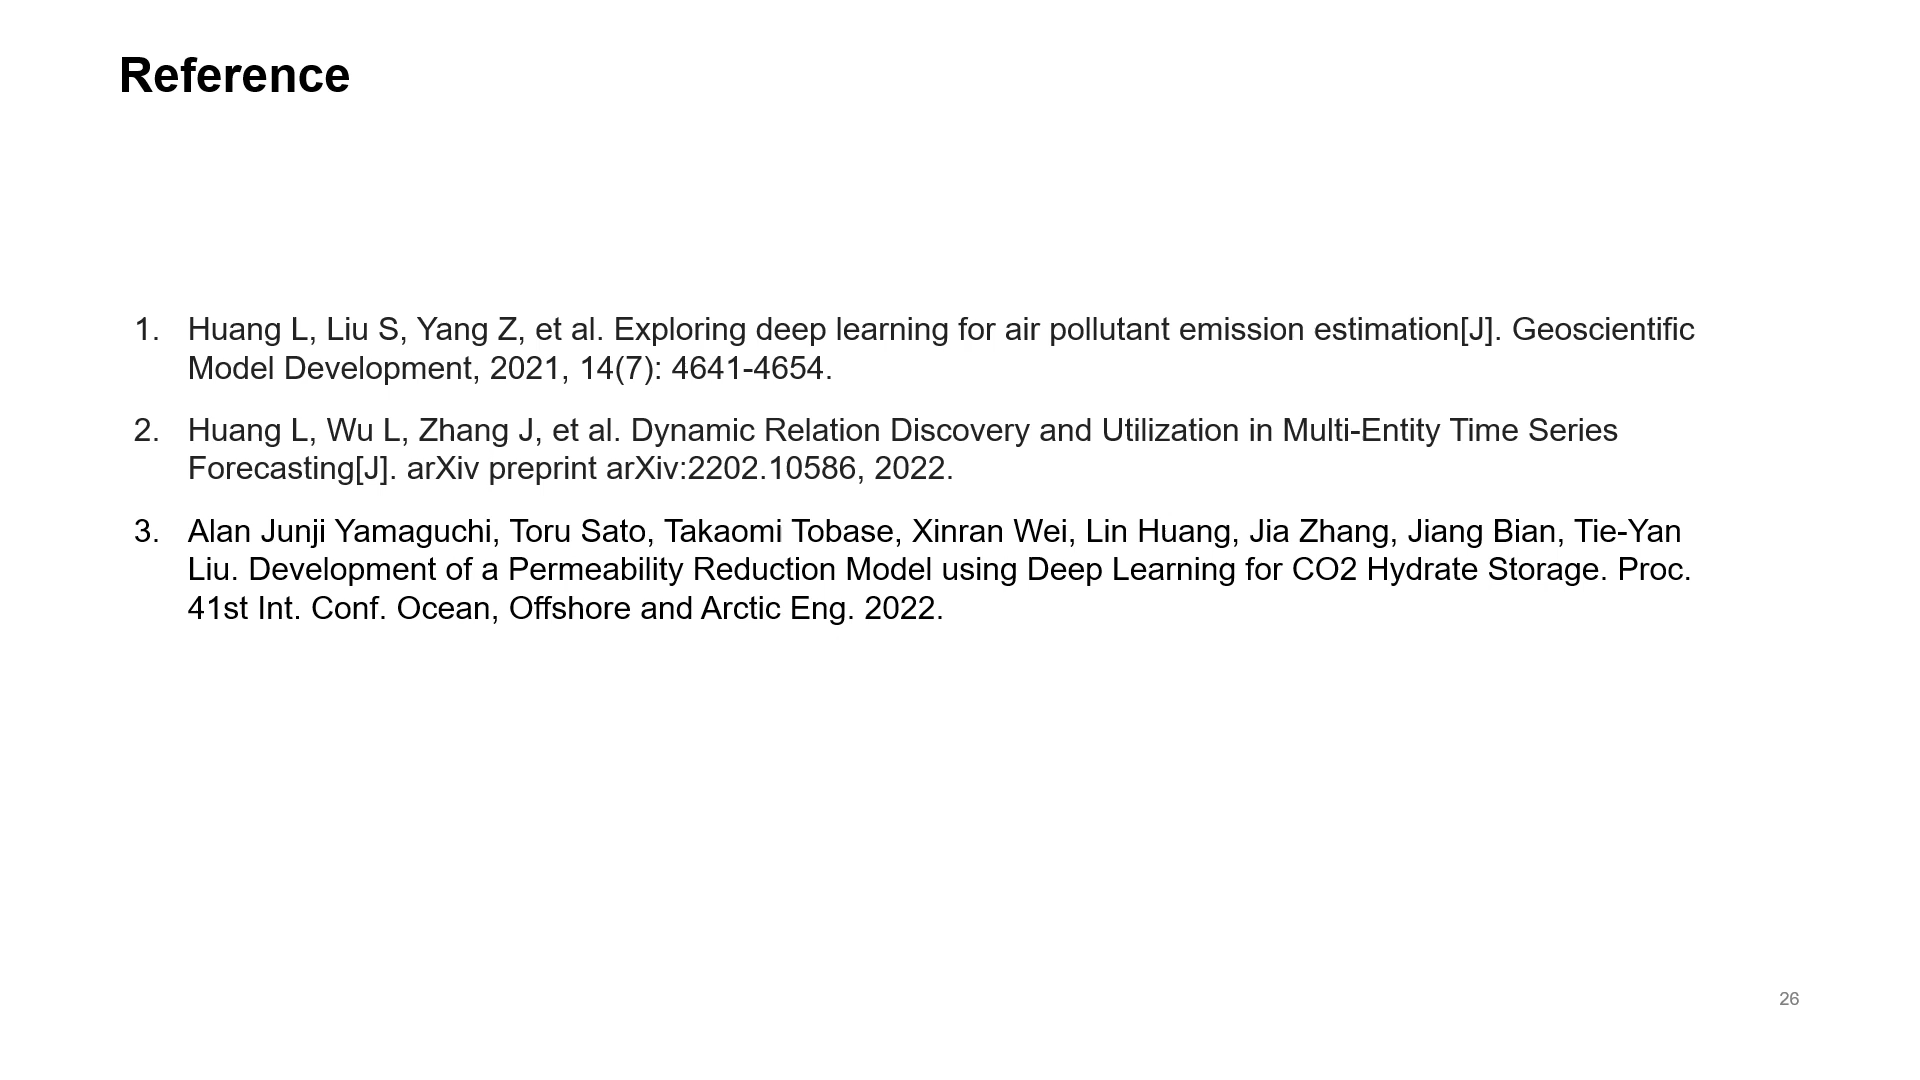 Reference
1. Huang L, Liu S, Yang Z, et al. Exploring deep learning for air pollutant emission estimation[J]. Geoscientific
Model Development, 2021, 14(7): 4641-4654.
2. Huang L, Wu L, Zhang J, et al. Dynamic Relation Discovery and Utilization in Multi-Entity Time Series
Forecasting[J]. arXiv preprint arXiv:2202.10586, 2022.
3. Alan Junji Yamaguchi, Toru Sato, Takaomi Tobase, Xinran Wei, Lin Huang, Jia Zhang, Jiang Bian, Tie-Yan
Liu. Development of a Permeability Reduction Model using Deep Learning for CO2 Hydrate Storage. Proc.
41st Int. Conf. Ocean, Offshore and Arctic Eng. 2022.
26